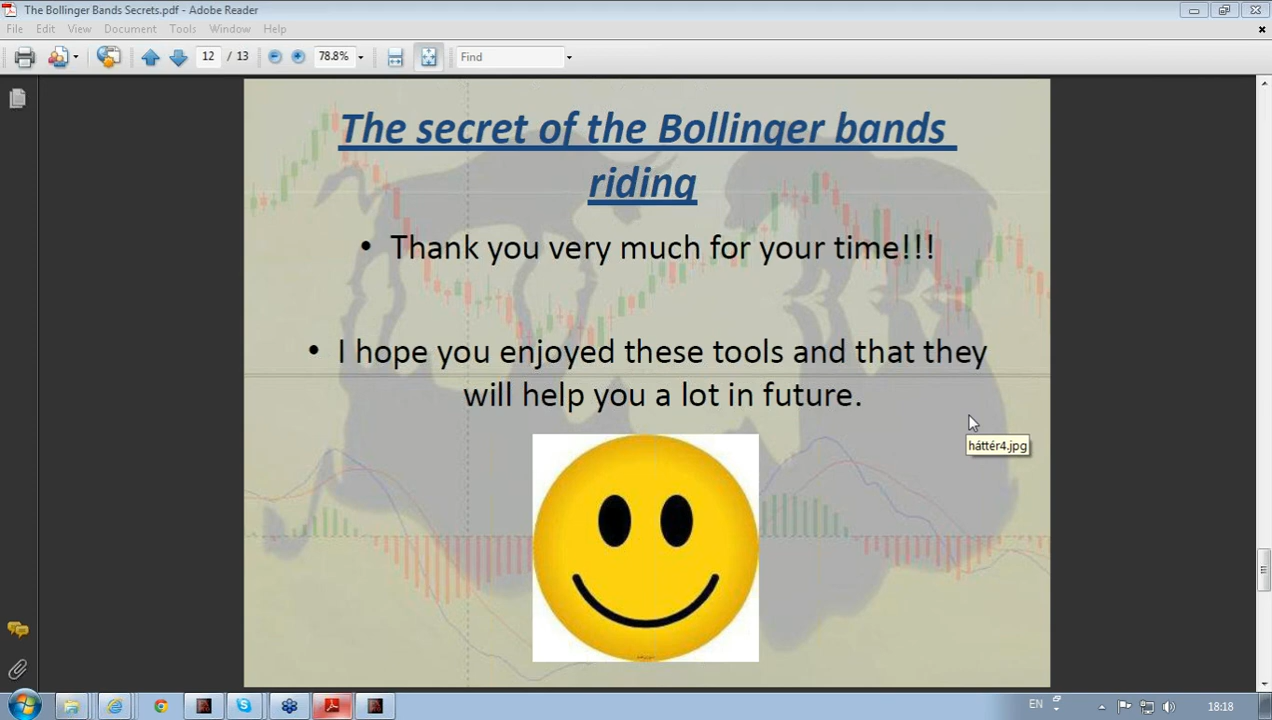 The Bollinger Bands Secrets.pdf - Adobe Reader
File Edit View Document Tools Window Help
12 / 13 78.8% Find
The secret of the Bollinger bands
riding
• Thank you very much for your time!!!
• I hope you enjoyed these tools and that they
will help you a lot in future.
háttér4.jpg
EN 18:18